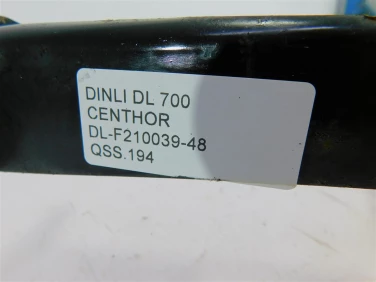 DINLI DL 700
CENTHOR
DL-F210039-48
QSS.194